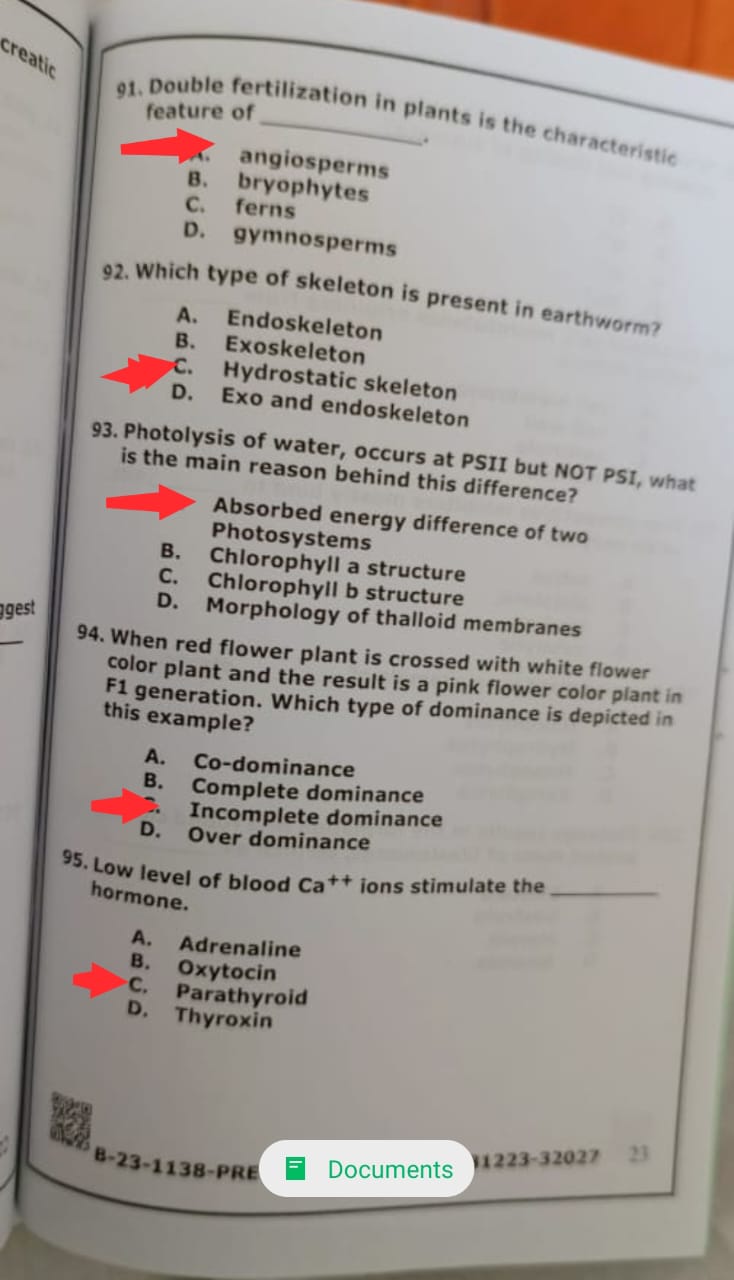 creatic
91. Double fertilization in plants is the characteristic
feature of ____________.
angiosperms
B. bryophytes
C. ferns
D. gymnosperms
92. Which type of skeleton is present in earthworm?
A. Endoskeleton
B. Exoskeleton
C. Hydrostatic skeleton
D. Exo and endoskeleton
93. Photolysis of water, occurs at PSII but NOT PSI, what
is the main reason behind this difference?
Absorbed energy difference of two
Photosystems
B. Chlorophyll a structure
C. Chlorophyll b structure
D. Morphology of thalloid membranes
ggest
94. When red flower plant is crossed with white flower
color plant and the result is a pink flower color plant in
F1 generation. Which type of dominance is depicted in
this example?
A. Co-dominance
B. Complete dominance
Incomplete dominance
D. Over dominance
95. Low level of blood Ca++ ions stimulate the ________
hormone.
A. Adrenaline
B. Oxytocin
C. Parathyroid
D. Thyroxin
B-23-1138-PRE
Documents
31223-32027 23